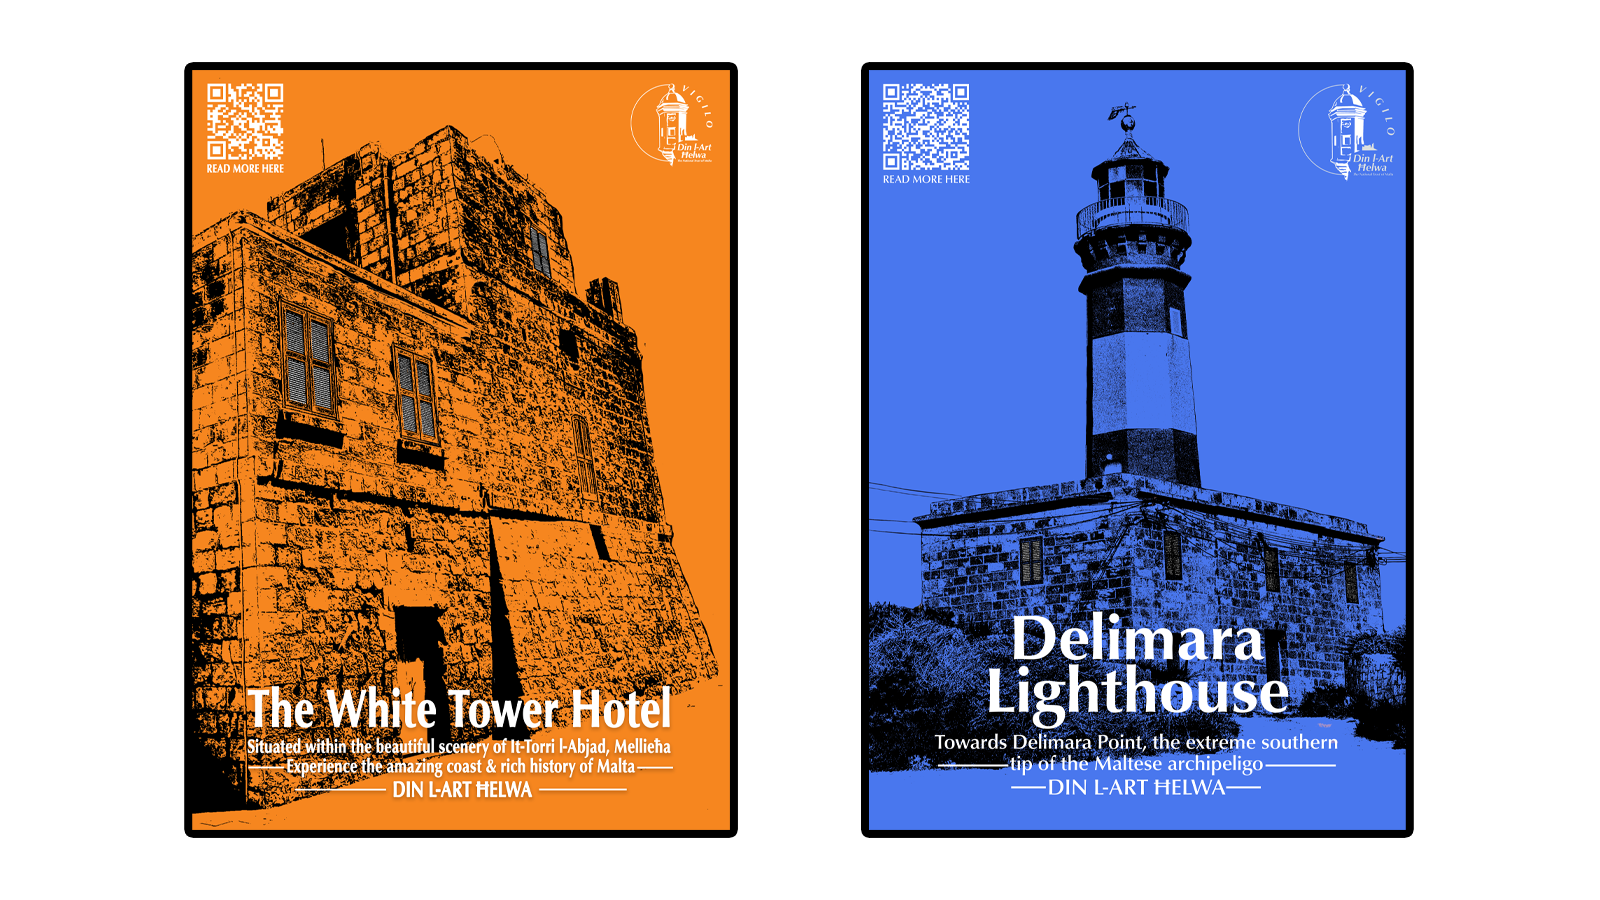 READ MORE HERE
VIGILO
Din l-Art
Ħelwa
The White Tower Hotel
Situated within the beautiful scenery of It-Torri l-Abjad, Mellieħa
Experience the amazing coast & rich history of Malta
DIN L-ART ĦELWA
READ MORE HERE
VIGILO
Din l-Art
Ħelwa
Delimara
Lighthouse
Towards Delimara Point, the extreme southern
tip of the Maltese archipeligo
DIN L-ART ĦELWA